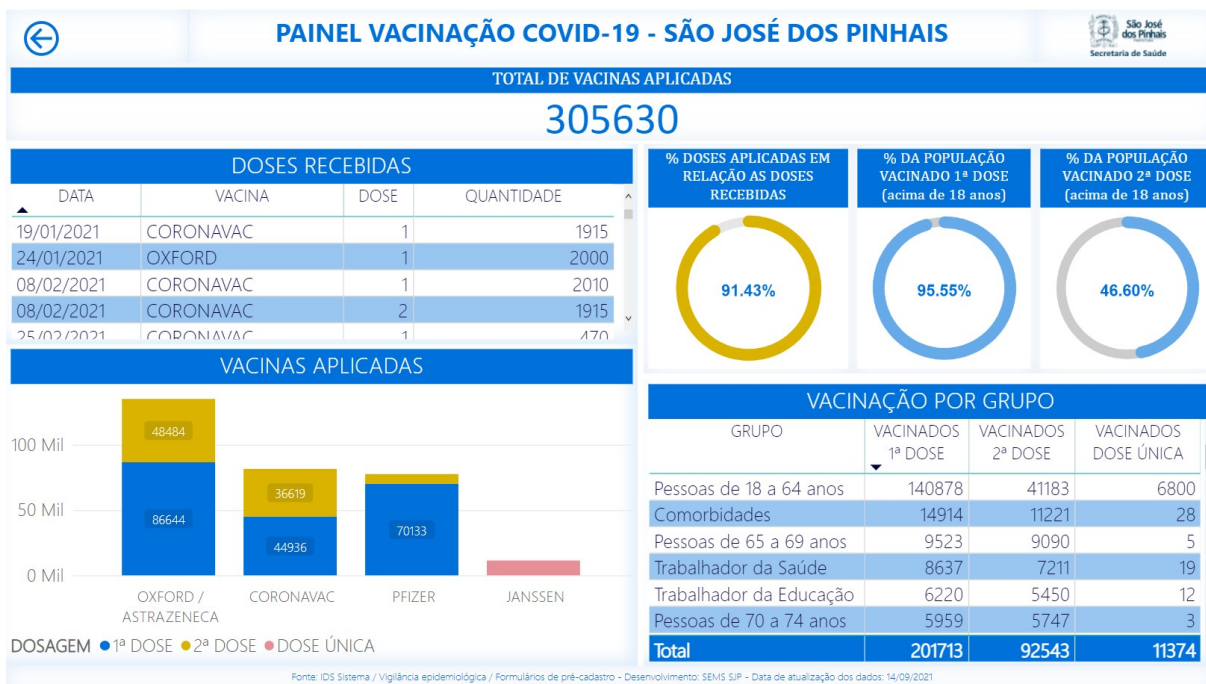 PAINEL VACINAÇÃO COVID-19 - SÃO JOSÉ DOS PINHAIS
São José
dos Pinhais
Secretaria de Saúde
TOTAL DE VACINAS APLICADAS
305630
DOSES RECEBIDAS
DATA VACINA DOSE QUANTIDADE
19/01/2021 CORONAVAC 1 1915
24/01/2021 OXFORD 1 2000
08/02/2021 CORONAVAC 1 2010
08/02/2021 CORONAVAC 2 1915
25/02/2021 CORONAVAC 1 470
% DOSES APLICADAS EM
RELAÇÃO AS DOSES
RECEBIDAS
91.43%
% DA POPULAÇÃO
VACINADO 1ª DOSE
(acima de 18 anos)
95.55%
% DA POPULAÇÃO
VACINADO 2ª DOSE
(acima de 18 anos)
46.60%
VACINAS APLICADAS
100 Mil
50 Mil
0 Mil
48484
86644
36619
44936
70133
OXFORD /
ASTRAZENECA
CORONAVAC
PFIZER
JANSSEN
DOSAGEM 1ª DOSE 2ª DOSE DOSE ÚNICA
VACINAÇÃO POR GRUPO
GRUPO VACINADOS VACINADOS VACINADOS
1ª DOSE 2ª DOSE DOSE ÚNICA
Pessoas de 18 a 64 anos 140878 41183 6800
Comorbidades 14914 11221 28
Pessoas de 65 a 69 anos 9523 9090 5
Trabalhador da Saúde 8637 7211 19
Trabalhador da Educação 6220 5450 12
Pessoas de 70 a 74 anos 5959 5747 3
Total 201713 92543 11374
Fonte: IDS Sistema / Vigilância epidemiológica / Formulários de pré-cadastro - Desenvolvimento: SEMS SJP - Data de atualização dos dados: 14/09/2021